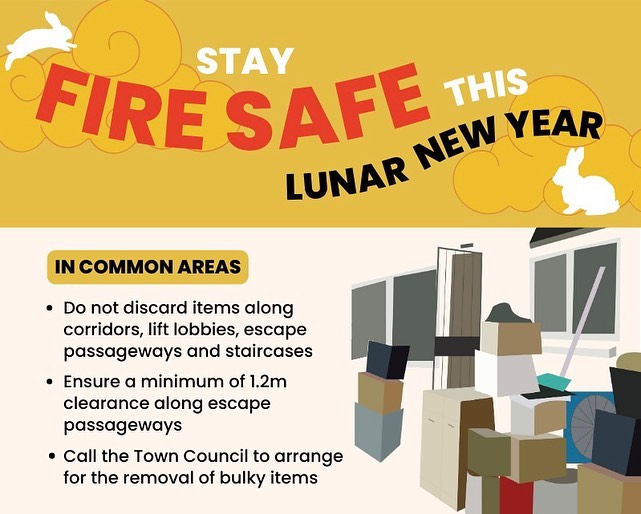 STAY
FIRE SAFE THIS
LUNAR NEW YEAR
IN COMMON AREAS
• Do not discard items along
corridors, lift lobbies, escape
passageways and staircases
• Ensure a minimum of 1.2m
clearance along escape
passageways
• Call the Town Council to arrange
for the removal of bulky items